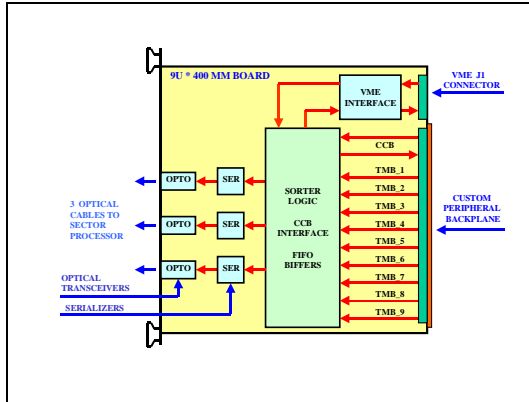 9U * 400 MM BOARD
VME J1
CONNECTOR
VME
INTERFACE
CCB
TMB_1
TMB_2
TMB_3
TMB_4
TMB_5
TMB_6
TMB_7
TMB_8
TMB_9
OPTO
SER
OPTO
SER
OPTO
SER
SORTER
LOGIC
CCB
INTERFACE
FIFO
BIFFERS
3 OPTICAL
CABLES TO
SECTOR
PROCESSOR
CUSTOM
PERIPHERAL
BACKPLANE
OPTICAL
TRANSCEIVERS
SERIALIZERS